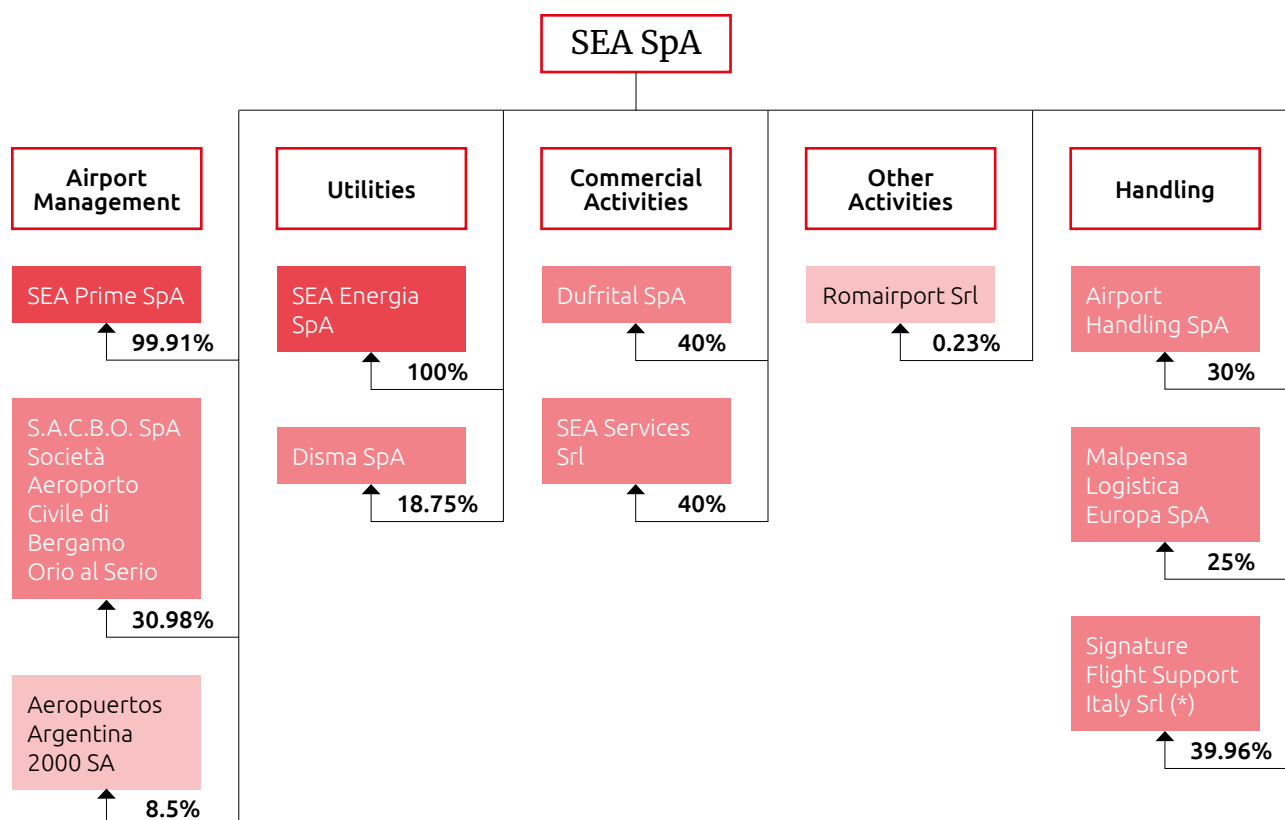 SEA SpA
Airport
Management
SEA Prime SpA
99.91%
S.A.C.B.O. SpA
Società
Aeroporto
Civile di
Bergamo
Orio al Serio
30.98%
Aeropuertos
Argentina
2000 SA
8.5%
Utilities
SEA Energia
SpA
100%
Disma SpA
18.75%
Commercial
Activities
Dufrital SpA
40%
SEA Services
Srl
40%
Other
Activities
Romairport Srl
0.23%
Handling
Airport
Handling SpA
30%
Malpensa
Logistica
Europa SpA
25%
Signature
Flight Support
Italy Srl (*)
39.96%